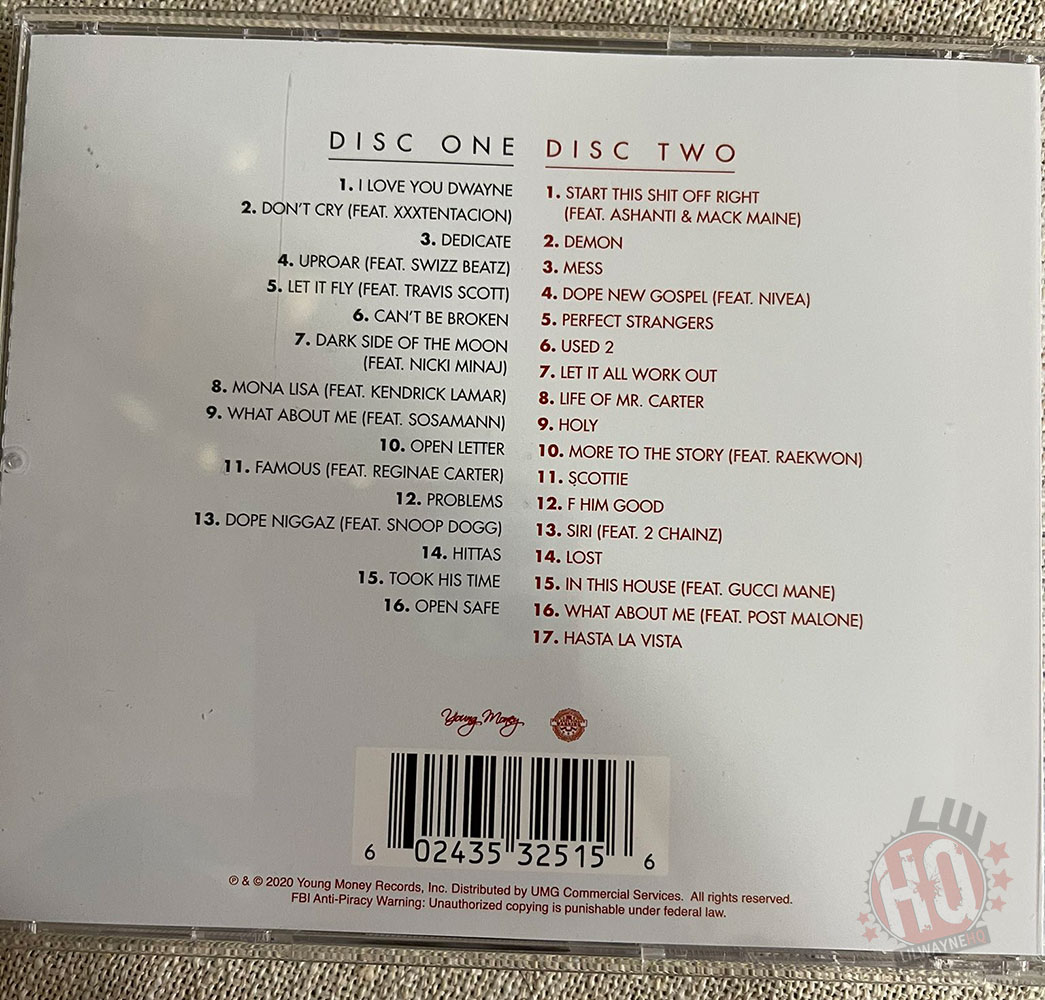 DISC ONE
1. I LOVE YOU DWAYNE
2. DON'T CRY (FEAT. XXXTENTACION)
3. DEDICATE
4. UPROAR (FEAT. SWIZZ BEATZ)
5. LET IT FLY (FEAT. TRAVIS SCOTT)
6. CAN'T BE BROKEN
7. DARK SIDE OF THE MOON
(FEAT. NICKI MINAJ)
8. MONA LISA (FEAT. KENDRICK LAMAR)
9. WHAT ABOUT ME (FEAT. SOSAMANN)
10. OPEN LETTER
11. FAMOUS (FEAT. REGINAE CARTER)
12. PROBLEMS
13. DOPE NIGGAZ (FEAT. SNOOP DOGG)
14. HITTAS
15. TOOK HIS TIME
16. OPEN SAFE
DISC TWO
1. START THIS SHIT OFF RIGHT
(FEAT. ASHANTI & MACK MAINE)
2. DEMON
3. MESS
4. DOPE NEW GOSPEL (FEAT. NIVEA)
5. PERFECT STRANGERS
6. USED 2
7. LET IT ALL WORK OUT
8. LIFE OF MR. CARTER
9. HOLY
10. MORE TO THE STORY (FEAT. RAEKWON)
11. SCOTTIE
12. F HIM GOOD
13. SIRI (FEAT. 2 CHAINZ)
14. LOST
15. IN THIS HOUSE (FEAT. GUCCI MANE)
16. WHAT ABOUT ME (FEAT. POST MALONE)
17. HASTA LA VISTA
Young Money
6 02435 32515 6
℗ & © 2020 Young Money Records, Inc. Distributed by UMG Commercial Services. All rights reserved.
FBI Anti-Piracy Warning: Unauthorized copying is punishable under federal law.
LW
HQ
LILWAYNEHQ